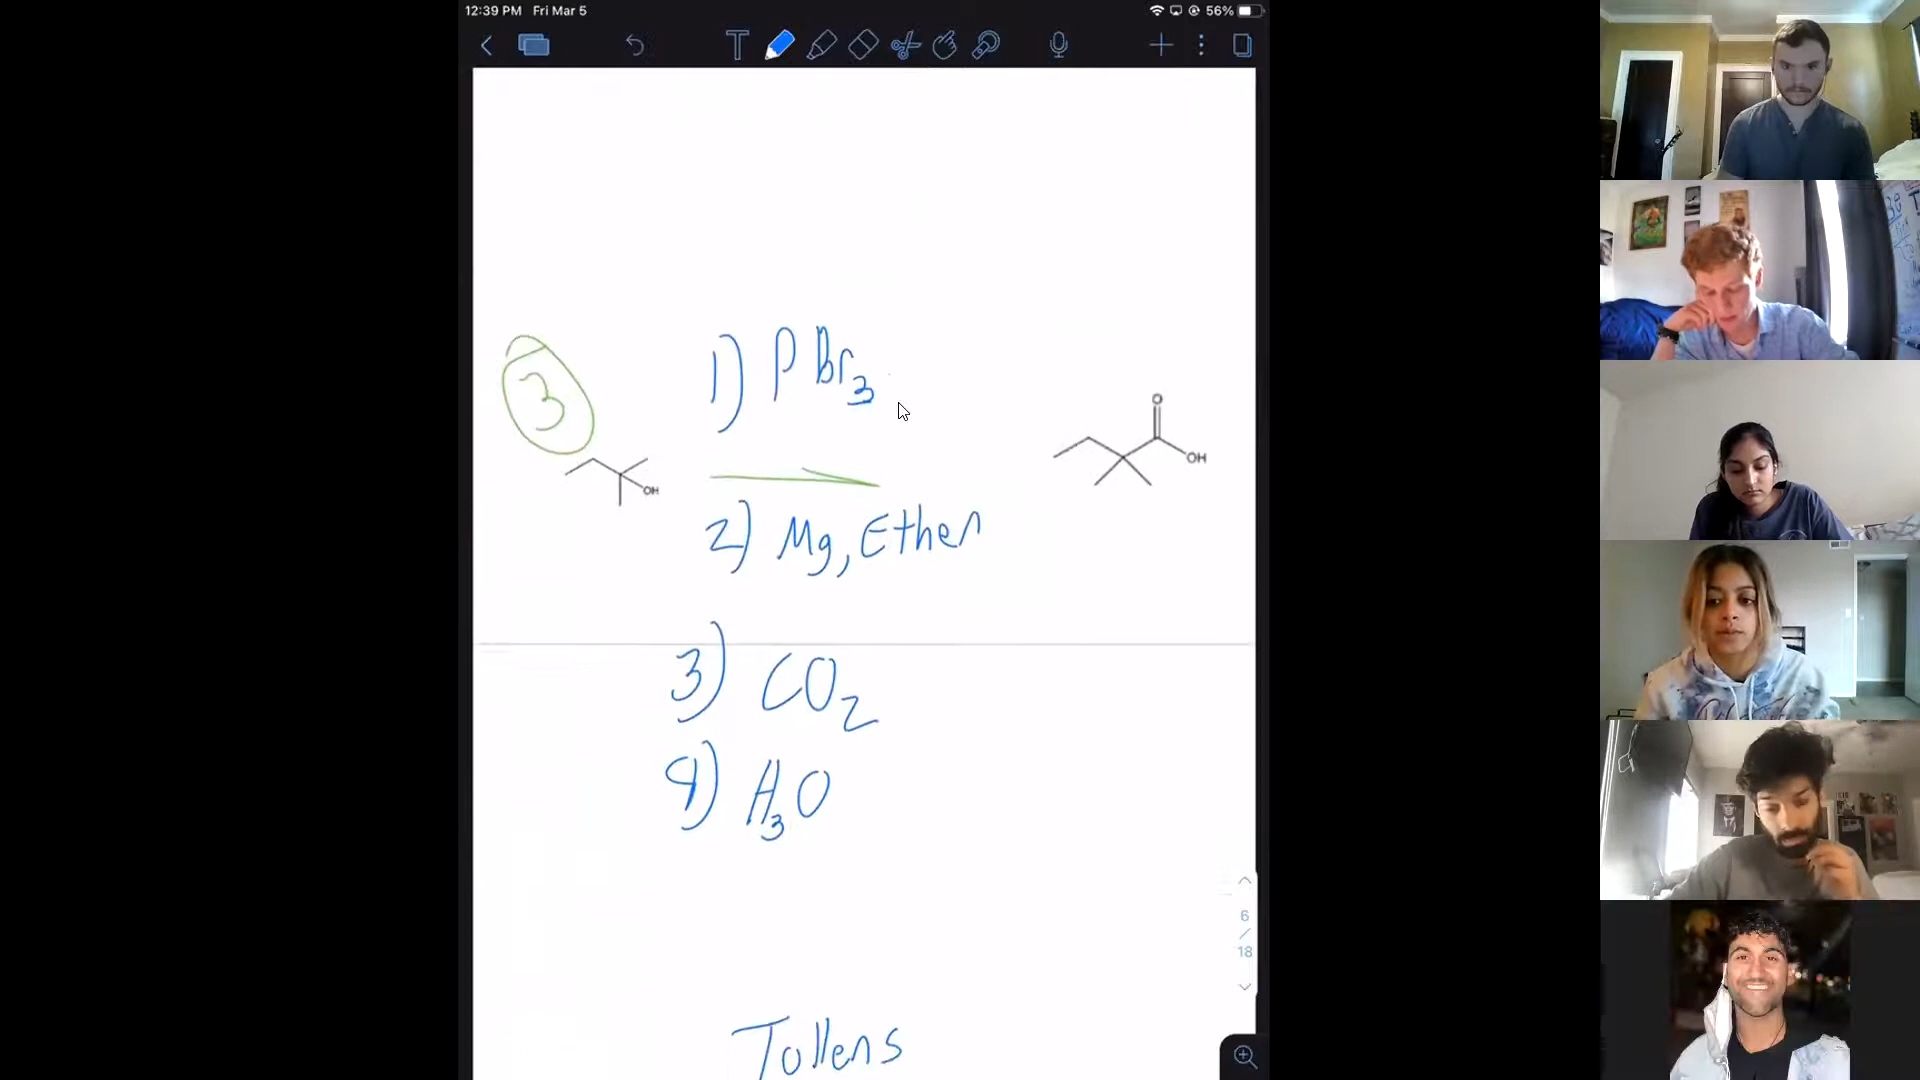 12:39 PM Fri Mar 5
56%
T
3
1) PBr3
O
OH
OH
2) Mg, Ether
3) CO2
4) H3O
6
/
18
Tollens